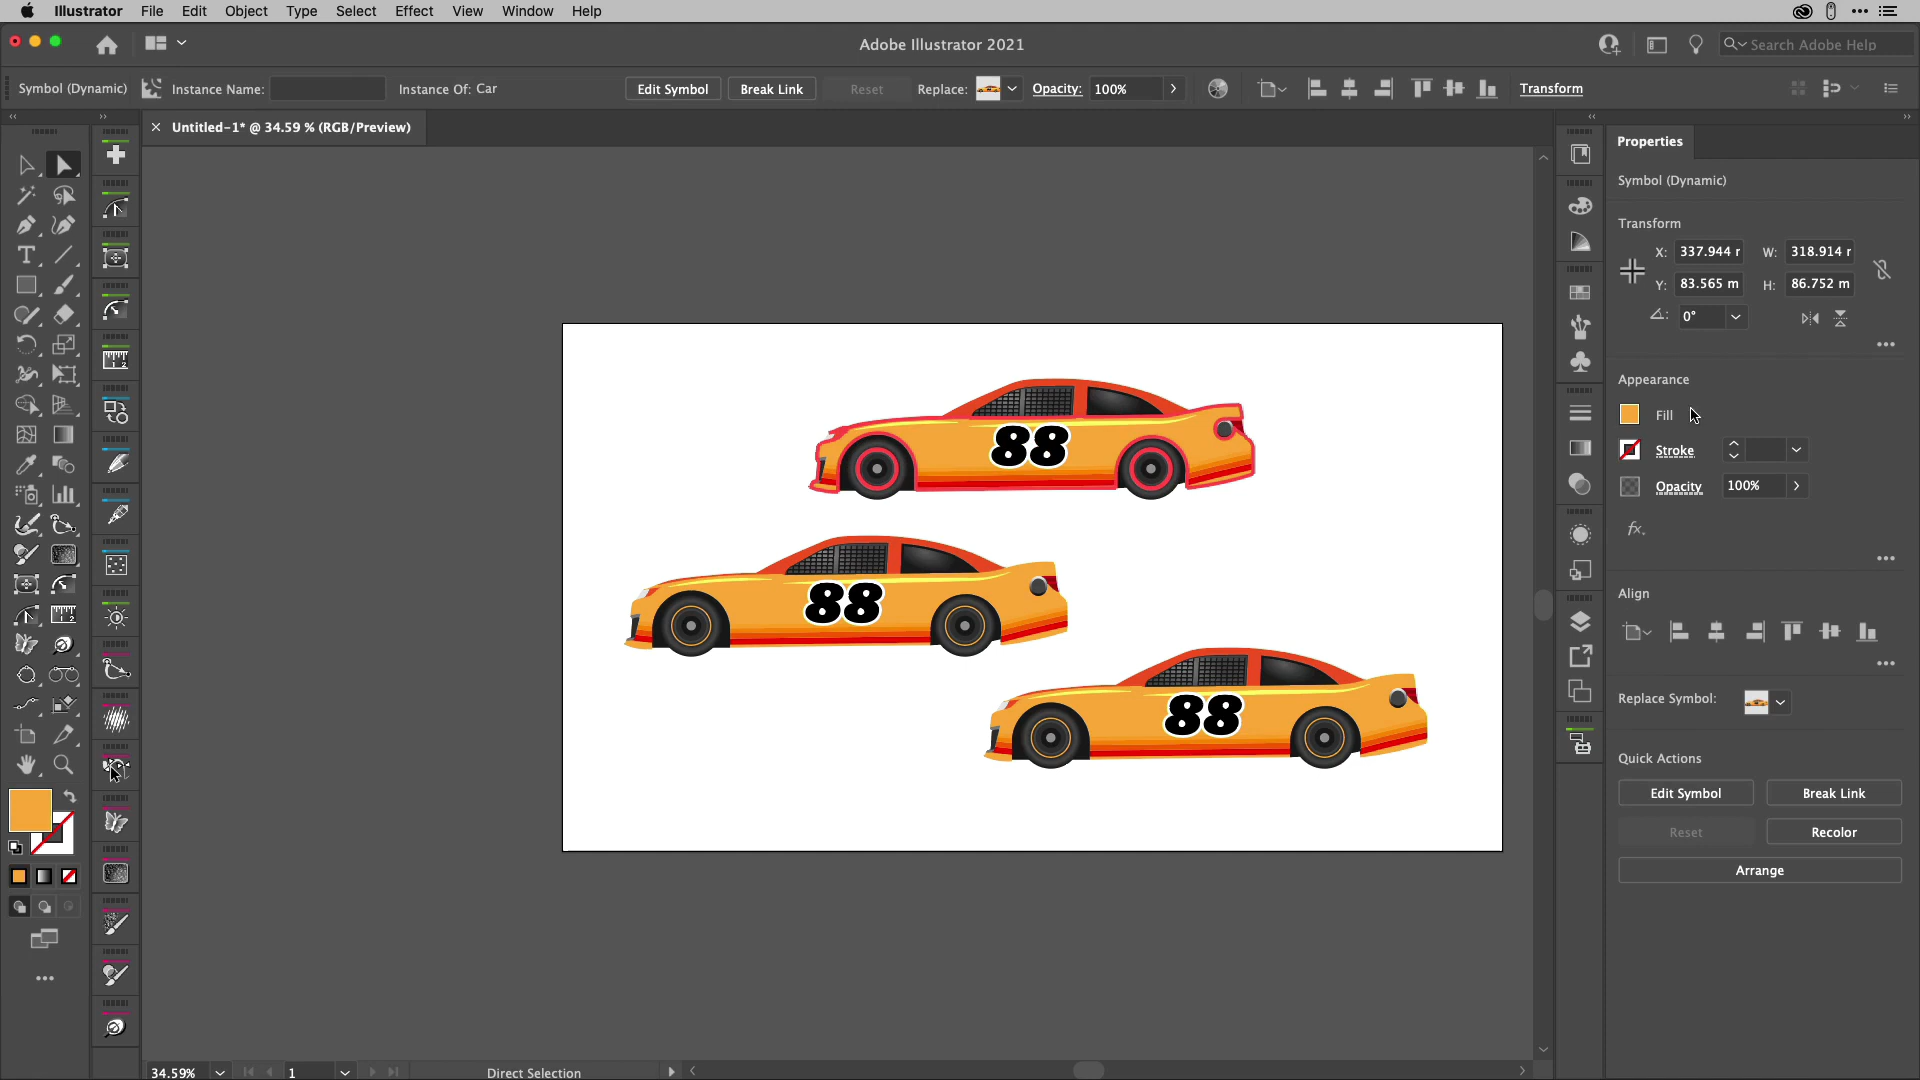 Illustrator File Edit Object Type Select Effect View Window Help
Adobe Illustrator 2021
Search Adobe Help
Symbol (Dynamic) Instance Name: Instance Of: Car Edit Symbol Break Link Reset Replace: Opacity: 100% Transform
Untitled-1* @ 34.59 % (RGB/Preview)
Properties
Symbol (Dynamic)
Transform
X: 337.944 r W: 318.914 r
Y: 83.565 m H: 86.752 m
0°
Appearance
Fill
Stroke
Opacity 100%
fx.
Align
Replace Symbol:
Quick Actions
Edit Symbol Break Link
Reset Recolor
Arrange
88
88
88
34.59% 1 Direct Selection